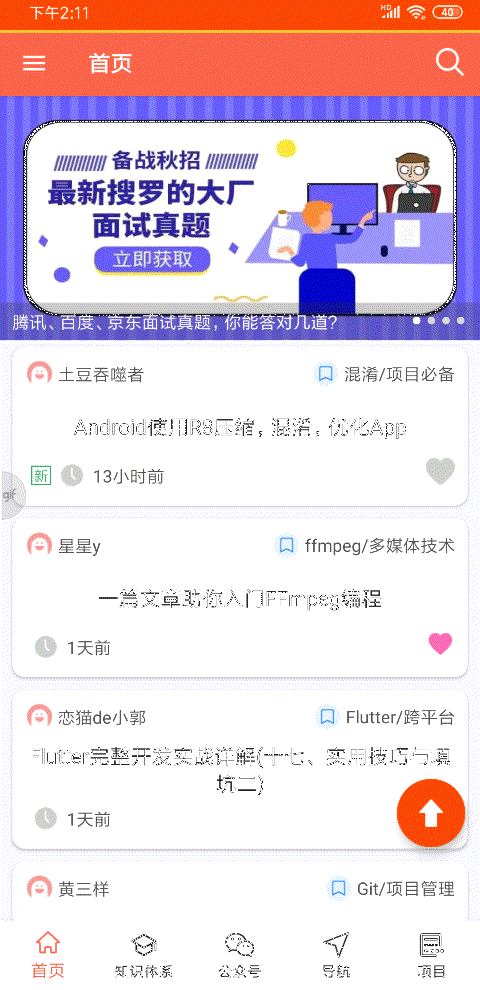 下午2:11
HD
40
首页
备战秋招
最新搜罗的大厂
面试真题
立即获取
腾讯、百度、京东面试真题，你能答对几道？
土豆吞噬者
混淆/项目必备
Android使用R8压缩，混淆，优化App
新
13小时前
gif
星星y
ffmpeg/多媒体技术
一篇文章助你入门FFmpeg编程
1天前
恋猫de小郭
Flutter/跨平台
Flutter完整开发实战详解(十七、实用技巧与填
坑二)
1天前
黄三样
Git/项目管理
首页
知识体系
公众号
导航
项目